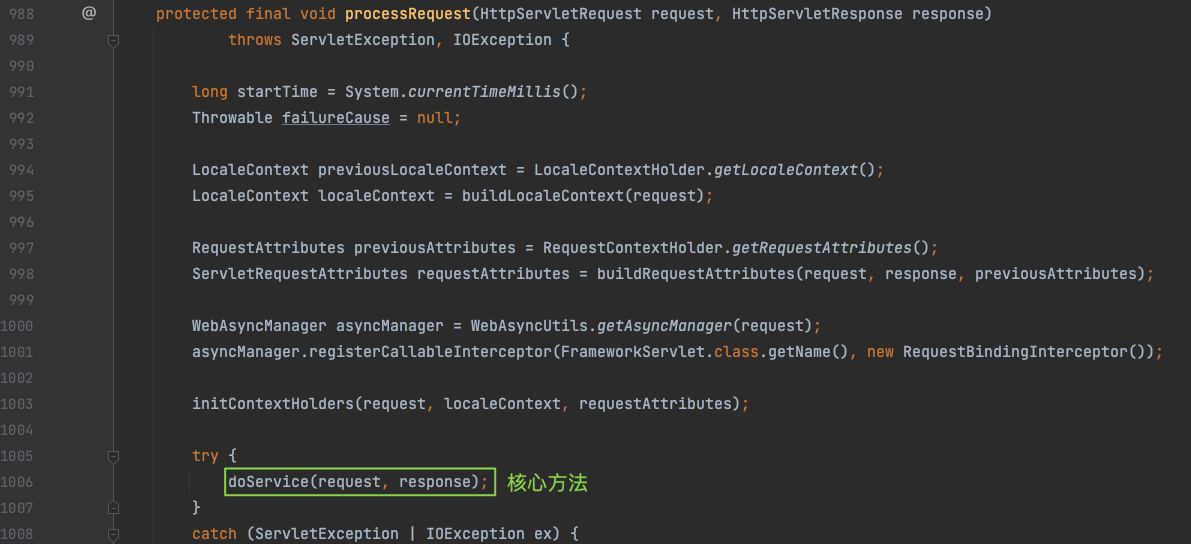 988 @ protected final void processRequest(HttpServletRequest request, HttpServletResponse response)
989 throws ServletException, IOException {
990
991 long startTime = System.currentTimeMillis();
992 Throwable failureCause = null;
993
994 LocaleContext previousLocaleContext = LocaleContextHolder.getLocaleContext();
995 LocaleContext localeContext = buildLocaleContext(request);
996
997 RequestAttributes previousAttributes = RequestContextHolder.getRequestAttributes();
998 ServletRequestAttributes requestAttributes = buildRequestAttributes(request, response, previousAttributes);
999
1000 WebAsyncManager asyncManager = WebAsyncUtils.getAsyncManager(request);
1001 asyncManager.registerCallableInterceptor(FrameworkServlet.class.getName(), new RequestBindingInterceptor());
1002
1003 initContextHolders(request, localeContext, requestAttributes);
1004
1005 try {
1006 doService(request, response); 核心方法
1007 }
1008 catch (ServletException | IOException ex) {